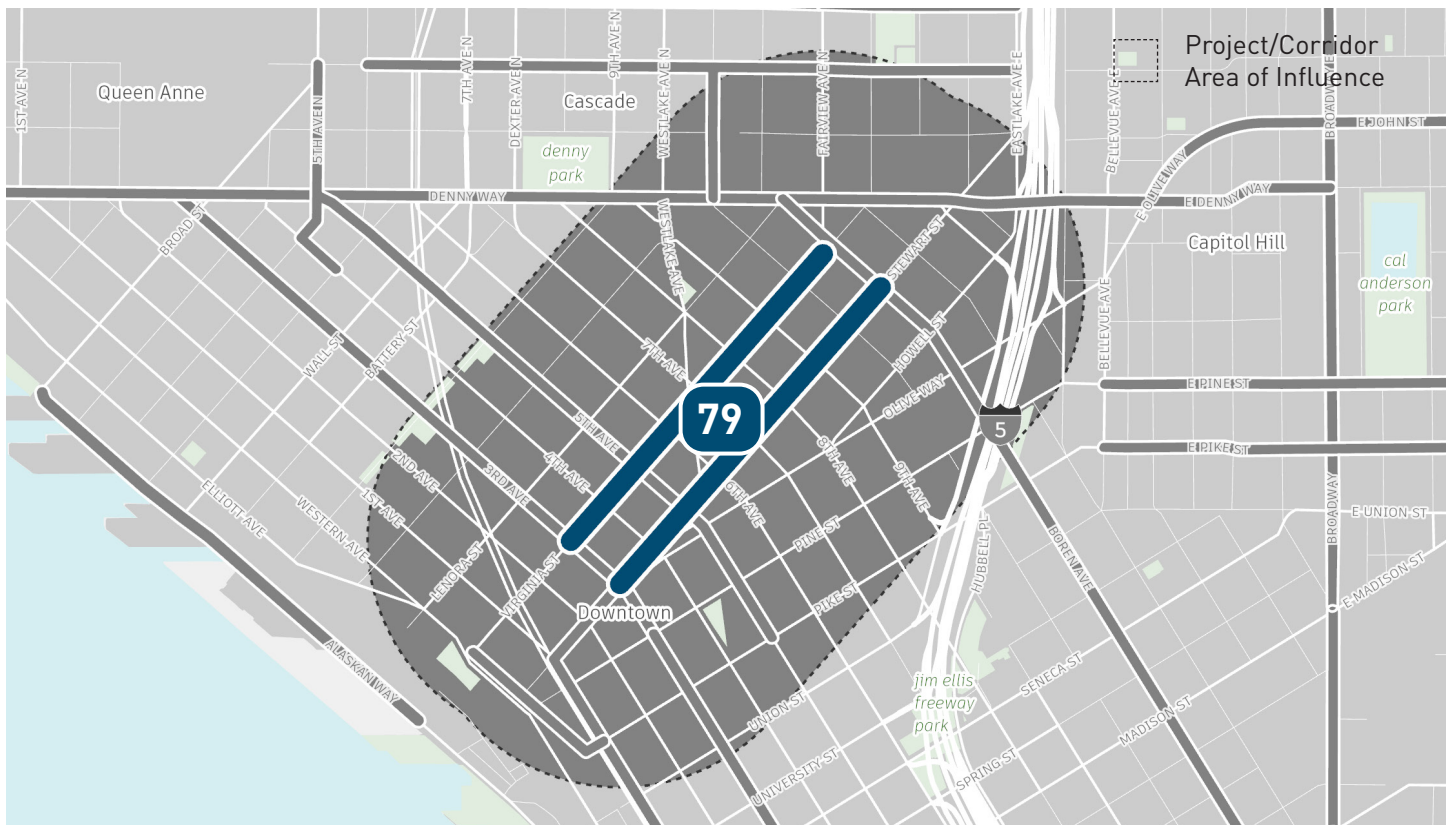 Project/Corridor
Area of Influence
1ST AVE N
5TH AVE N
7TH AVE N
DEXTER AVE N
9TH AVE N
WESTLAKE AVE N
FAIRVIEW AVE N
EASTLAKE AVE E
BELLEVUE AVE
BROADWAY AVE
Queen Anne
Cascade
denny
park
E JOHN ST
E OLIVE WAY
DENNY WAY
E DENNY WAY
BROAD ST
WESTLAKE AVE
STEWART ST
Capitol Hill
cal
anderson
park
WALL ST
BATTERY ST
7TH AVE
HOWELL ST
BELLEVUE AVE
OLIVE WAY
E PINE ST
79
5
5TH AVE
4TH AVE
3RD AVE
2ND AVE
1ST AVE
8TH AVE
9TH AVE
6TH AVE
E PIKE ST
ELLIOTT AVE
WESTERN AVE
PINE ST
E UNION ST
BROADWAY
LENORA ST
VIRGINIA ST
PIKE ST
HUBBELL PL
BOREN AVE
E MADISON ST
Downtown
ALASKAN WAY
jim ellis
freeway
park
SENECA ST
UNION ST
MADISON ST
UNIVERSITY ST
SPRING ST